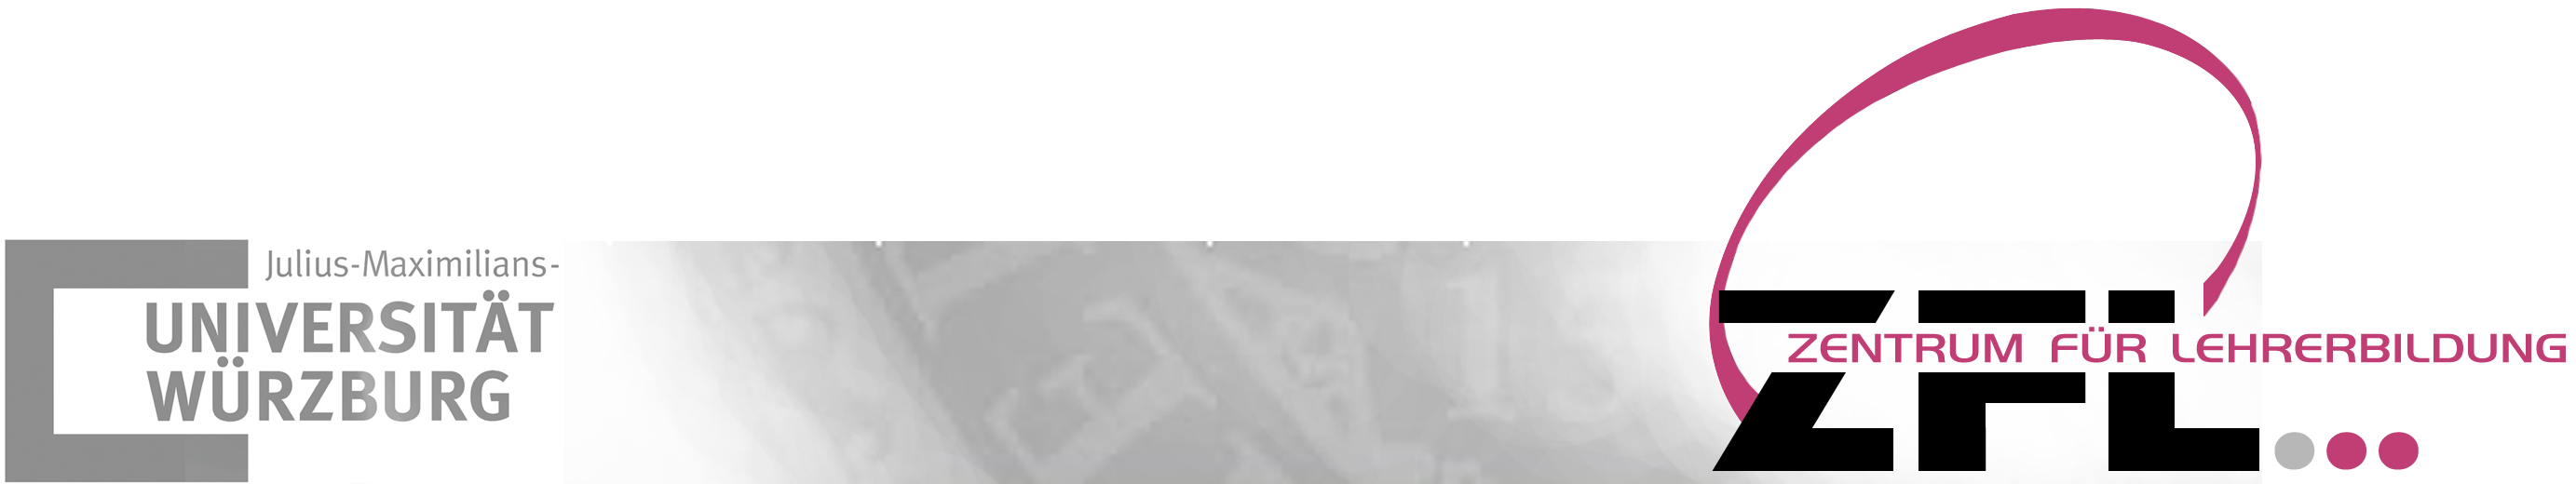 Julius-Maximilians-
UNIVERSITÄT
WÜRZBURG
ZFL
ZENTRUM FÜR LEHRERBILDUNG